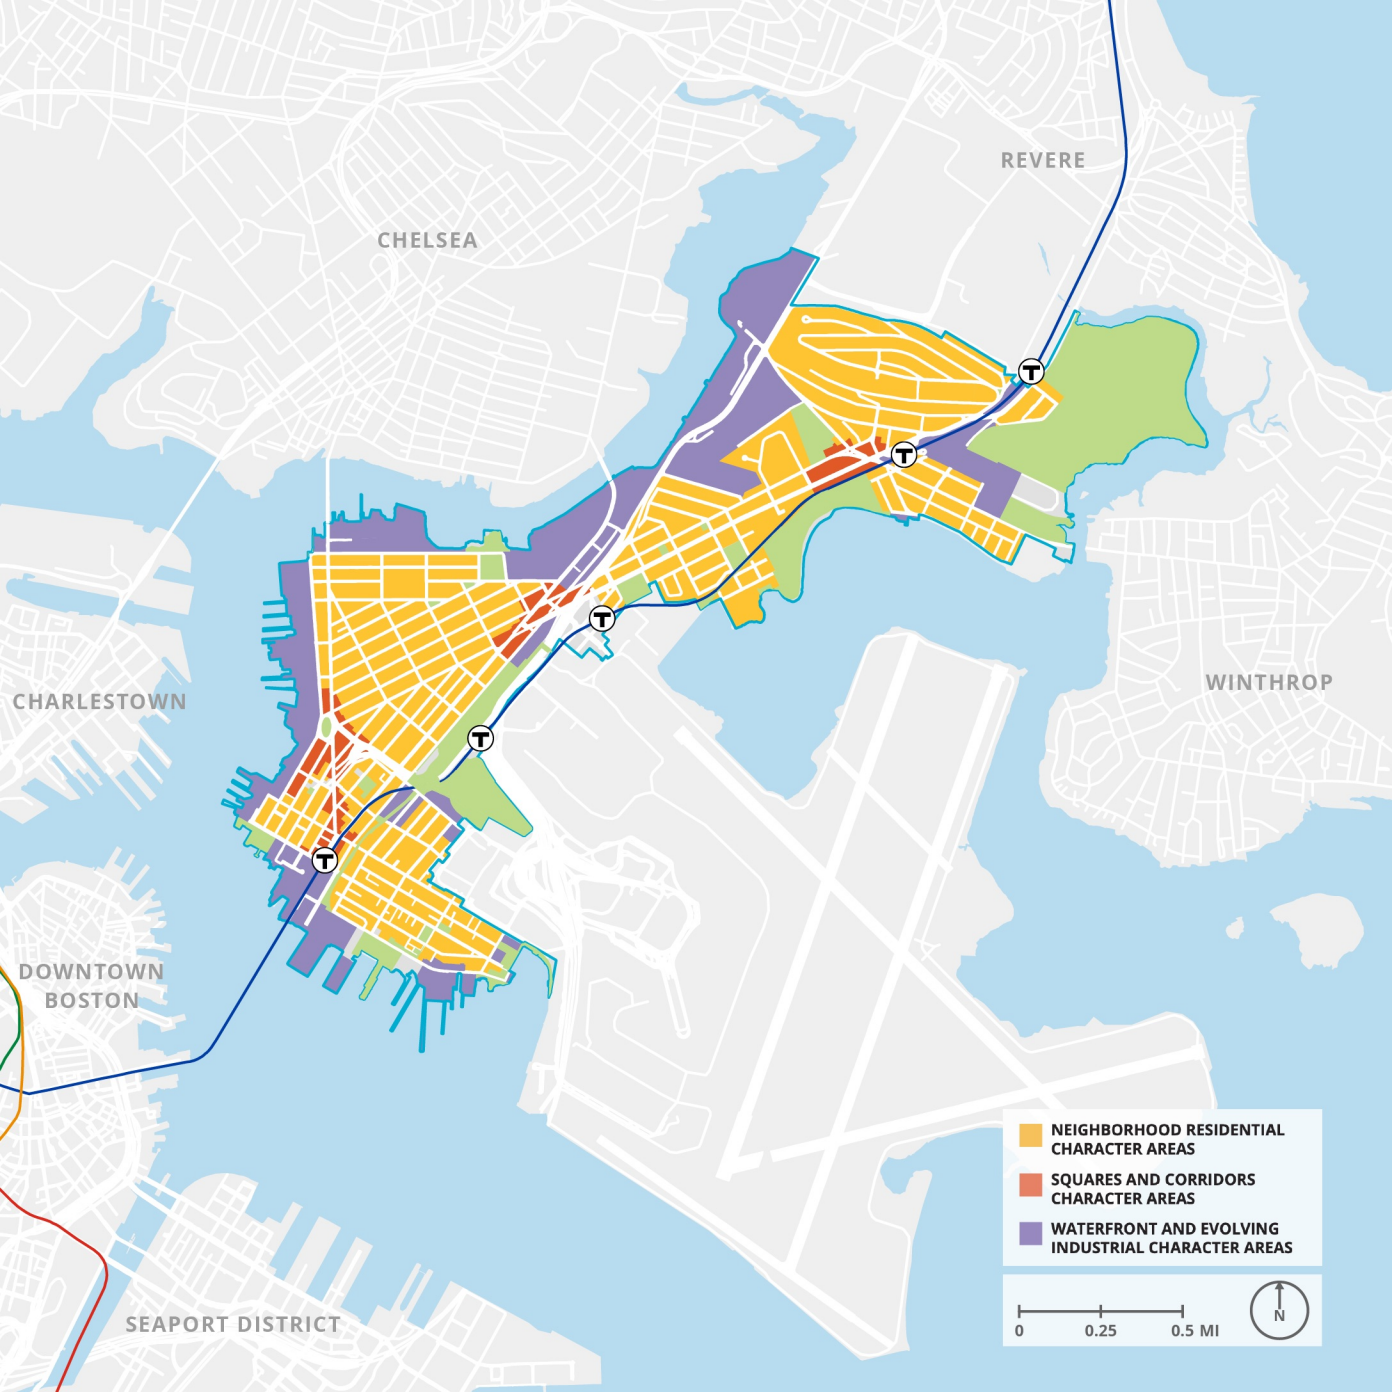 REVERE
CHELSEA
T
T
T
T
WINTHROP
CHARLESTOWN
T
DOWNTOWN
BOSTON
NEIGHBORHOOD RESIDENTIAL
CHARACTER AREAS
SQUARES AND CORRIDORS
CHARACTER AREAS
WATERFRONT AND EVOLVING
INDUSTRIAL CHARACTER AREAS
SEAPORT DISTRICT
N
0 0.25 0.5 MI